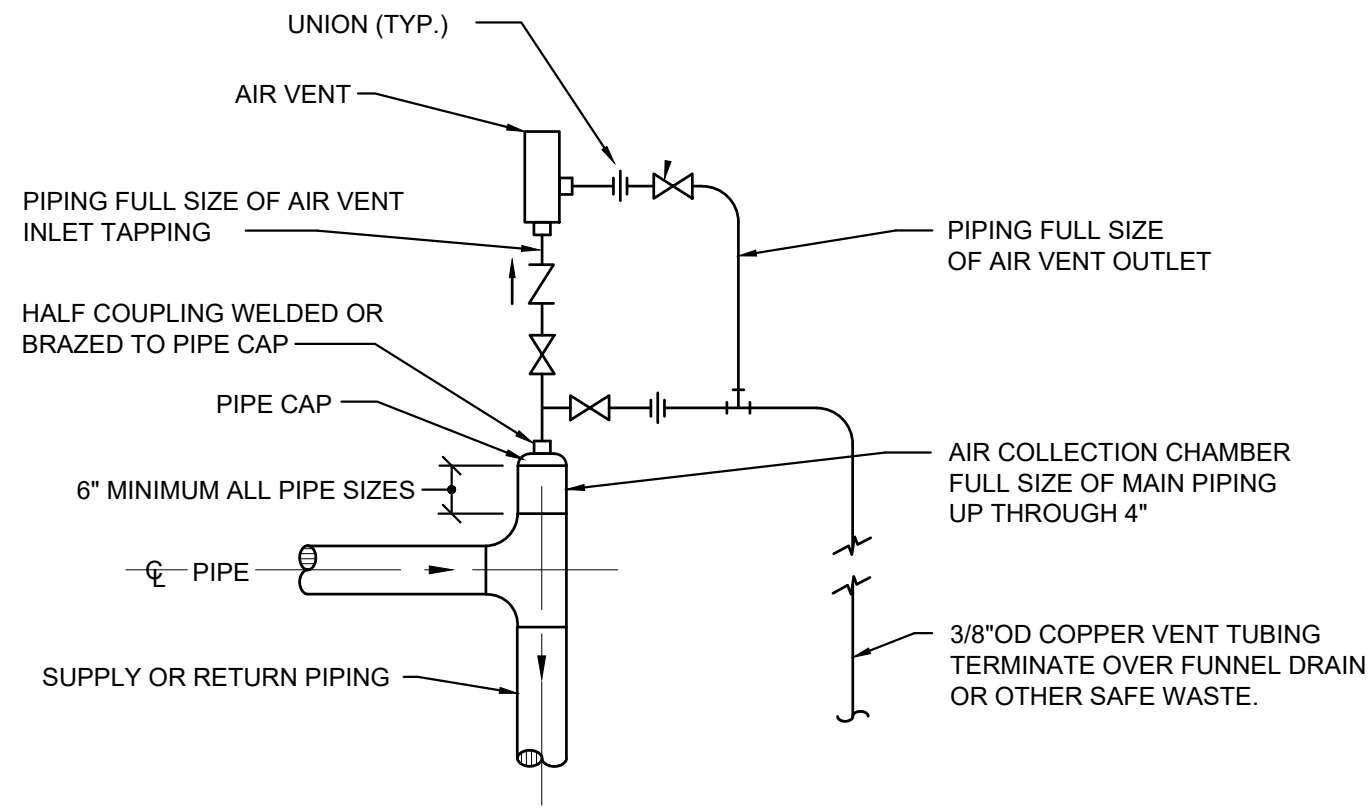 UNION (TYP.)
AIR VENT
PIPING FULL SIZE OF AIR VENT
INLET TAPPING
PIPING FULL SIZE
OF AIR VENT OUTLET
HALF COUPLING WELDED OR
BRAZED TO PIPE CAP
PIPE CAP
AIR COLLECTION CHAMBER
FULL SIZE OF MAIN PIPING
UP THROUGH 4"
6" MINIMUM ALL PIPE SIZES
℄ PIPE
3/8"OD COPPER VENT TUBING
TERMINATE OVER FUNNEL DRAIN
OR OTHER SAFE WASTE.
SUPPLY OR RETURN PIPING